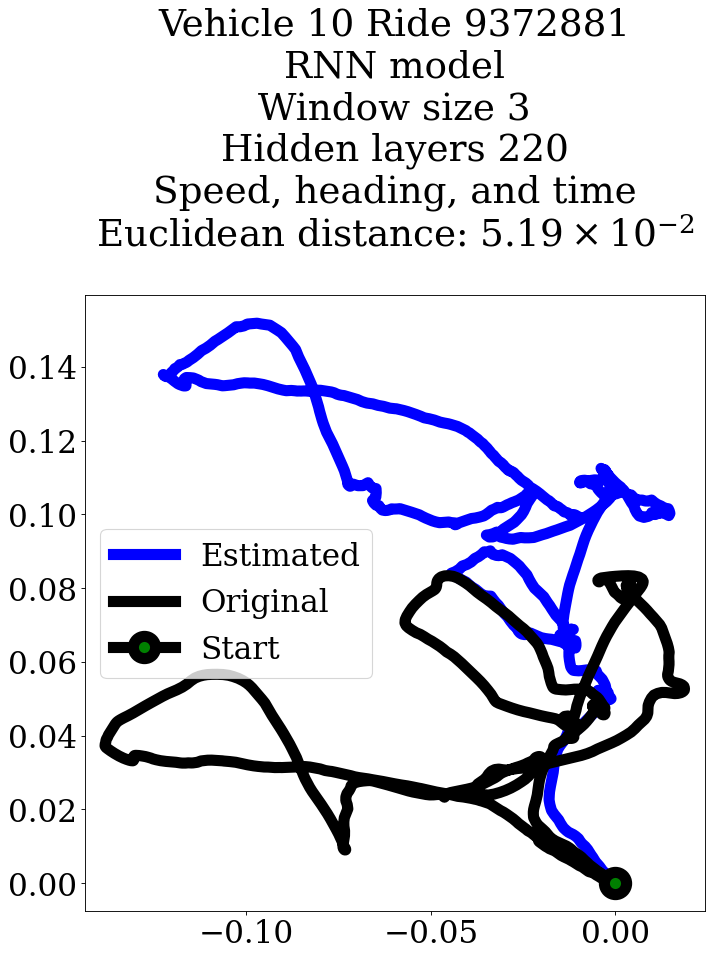 Vehicle 10 Ride 9372881
RNN model
Window size 3
Hidden layers 220
Speed, heading, and time
Euclidean distance: 5.19 × 10⁻²
0.14
0.12
0.10
0.08
0.06
0.04
0.02
0.00
Estimated
Original
Start
−0.10
−0.05
0.00